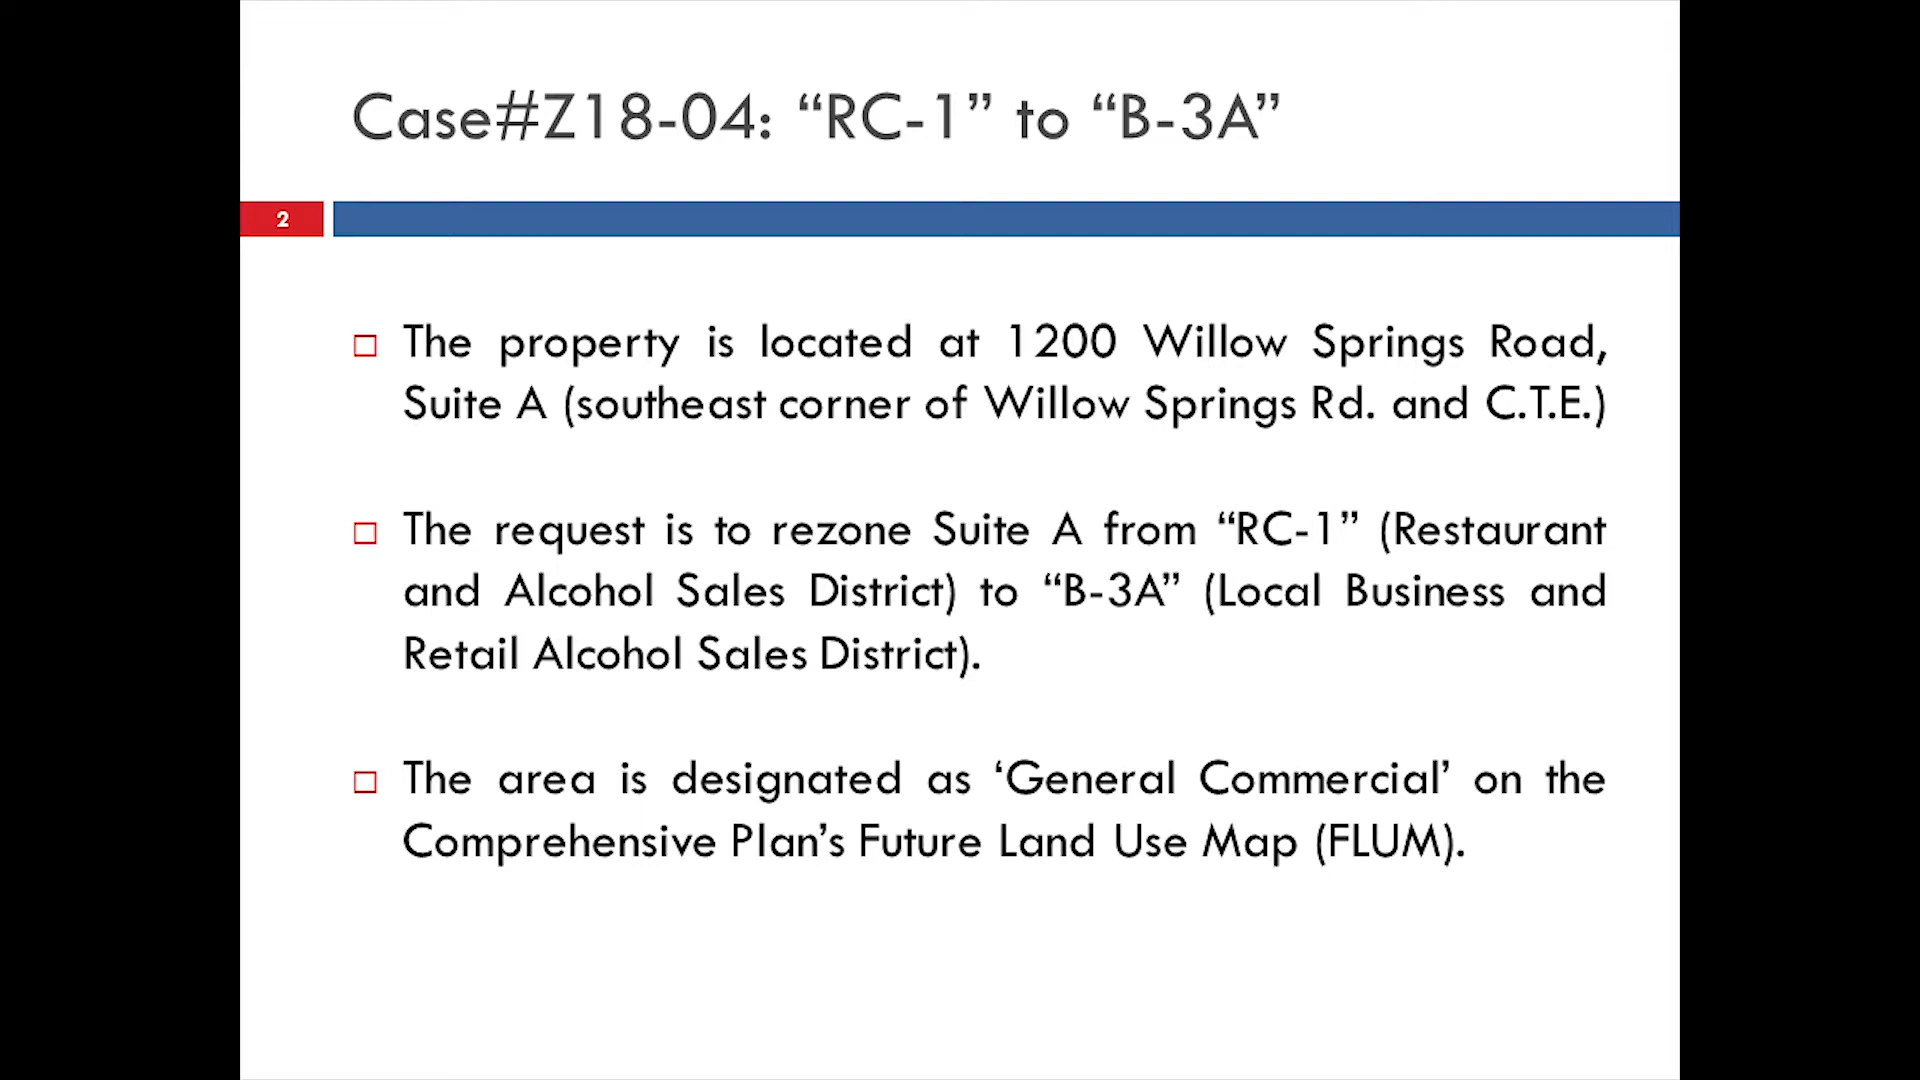 Case#Z18-04: “RC-1” to “B-3A”
2
The property is located at 1200 Willow Springs Road,
Suite A (southeast corner of Willow Springs Rd. and C.T.E.)
The request is to rezone Suite A from “RC-1” (Restaurant
and Alcohol Sales District) to “B-3A” (Local Business and
Retail Alcohol Sales District).
The area is designated as ‘General Commercial’ on the
Comprehensive Plan’s Future Land Use Map (FLUM).